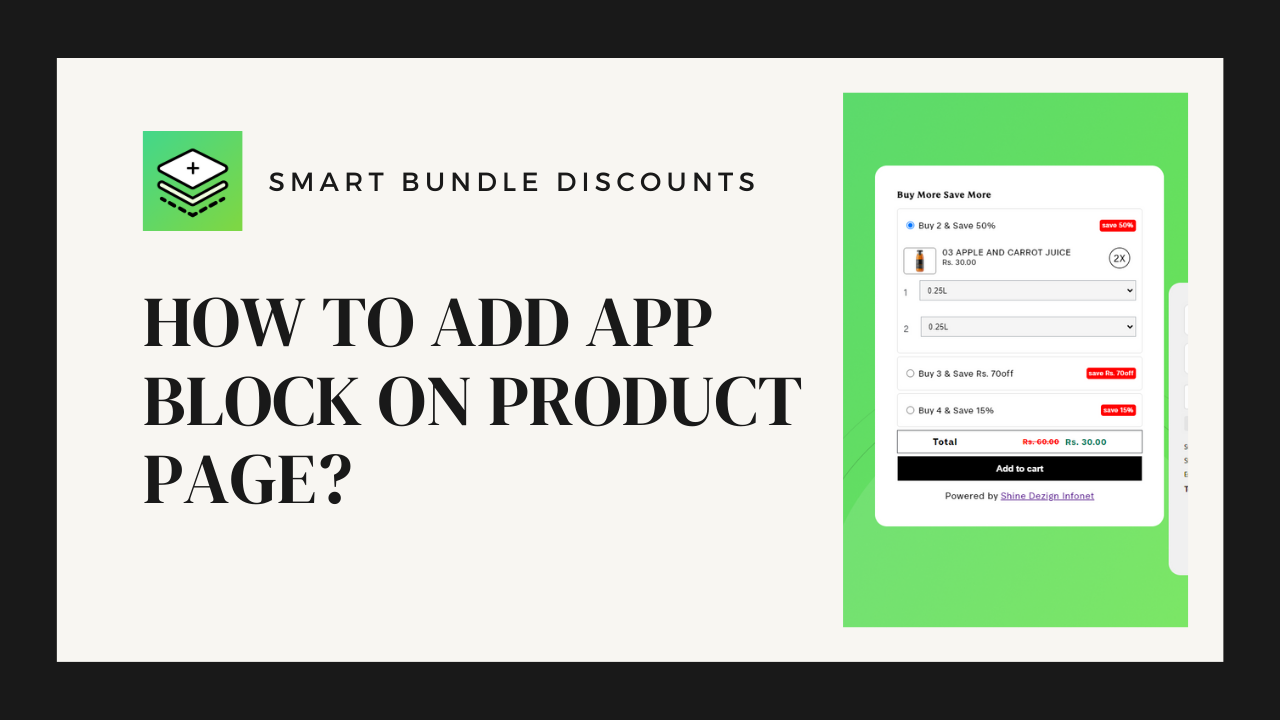 SMART BUNDLE DISCOUNTS
HOW TO ADD APP
BLOCK ON PRODUCT
PAGE?
Buy More Save More
Buy 2 & Save 50% save 50%
03 APPLE AND CARROT JUICE
Rs. 30.00
2X
1 0.25L
2 0.25L
Buy 3 & Save Rs. 70off save Rs. 70off
Buy 4 & Save 15% save 15%
Total Rs. 60.00 Rs. 30.00
Add to cart
Powered by Shine Dezign Infonet